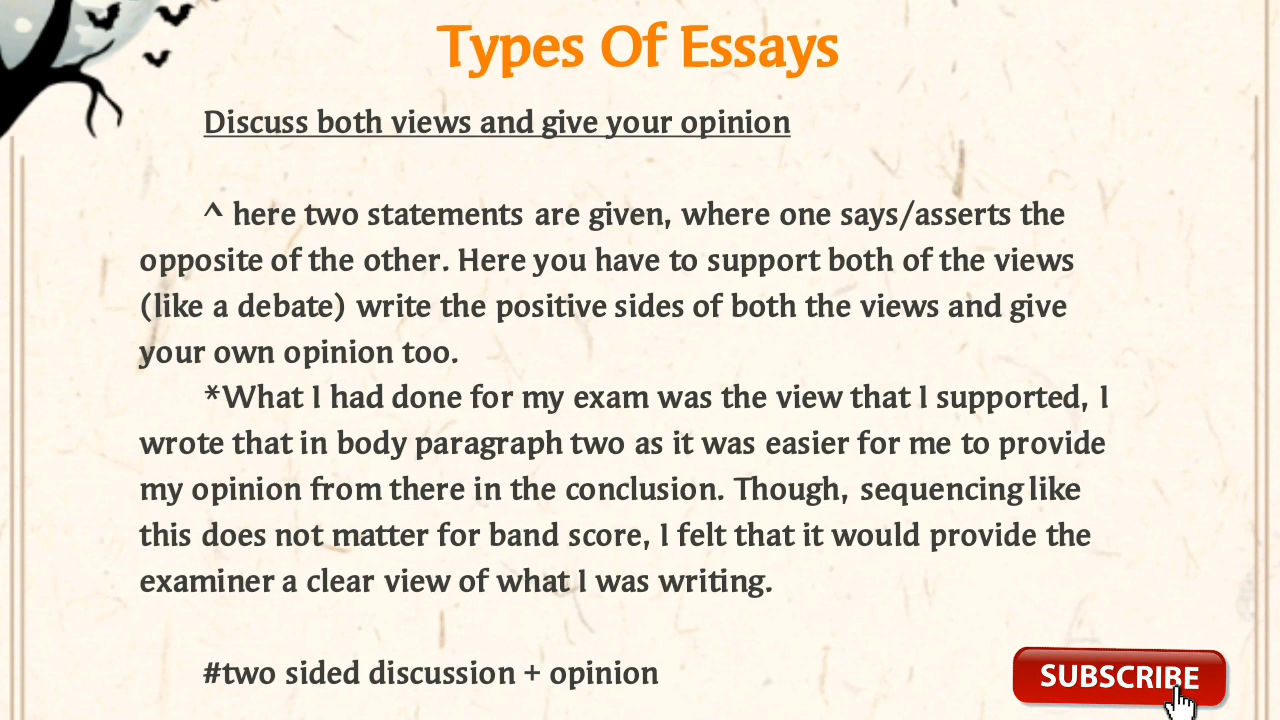 Types Of Essays
Discuss both views and give your opinion
^ here two statements are given, where one says/asserts the
opposite of the other. Here you have to support both of the views
(like a debate) write the positive sides of both the views and give
your own opinion too.
*What I had done for my exam was the view that I supported, I
wrote that in body paragraph two as it was easier for me to provide
my opinion from there in the conclusion. Though, sequencing like
this does not matter for band score, I felt that it would provide the
examiner a clear view of what I was writing.
#two sided discussion + opinion
SUBSCRIBE